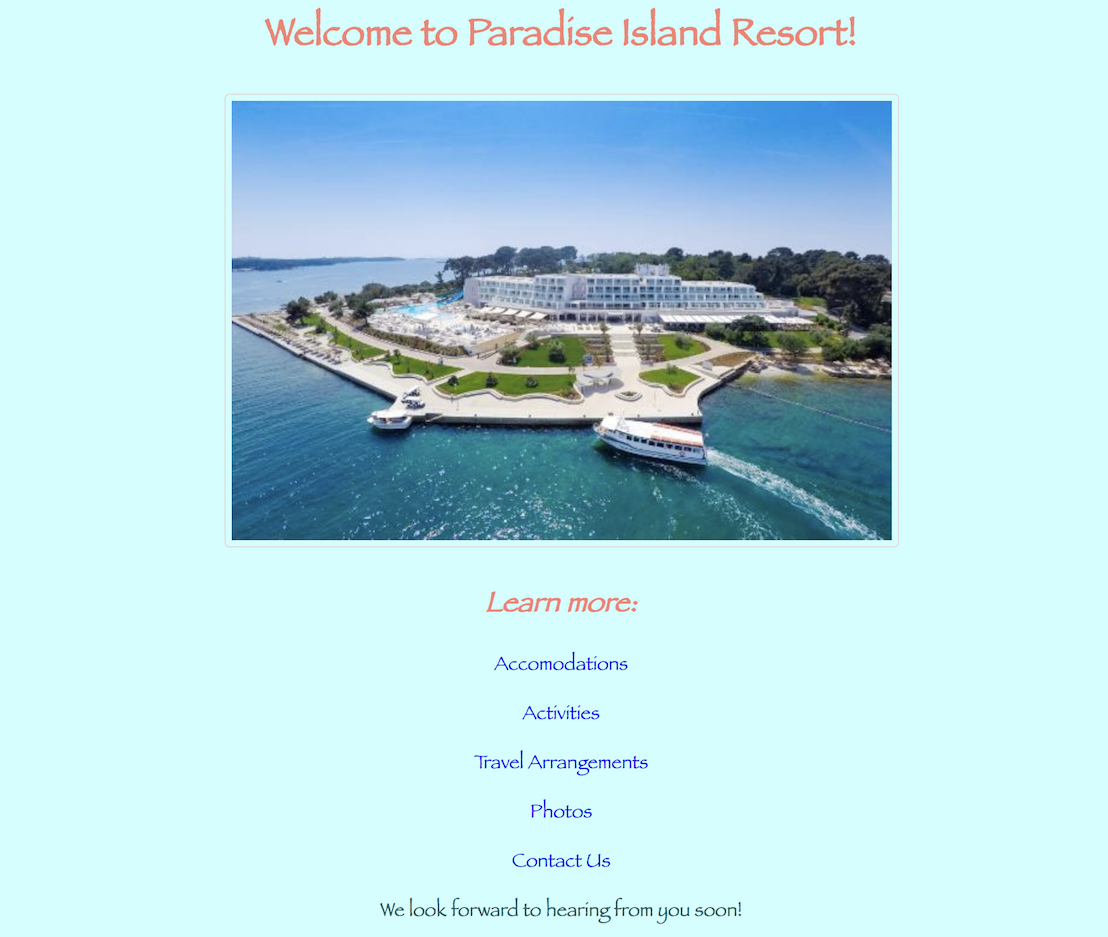 Welcome to Paradise Island Resort!
Learn more:
Accomodations
Activities
Travel Arrangements
Photos
Contact Us
We look forward to hearing from you soon!